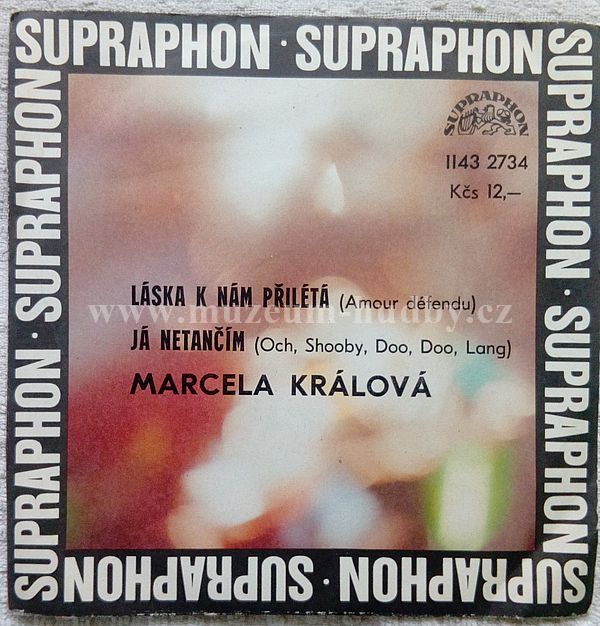 SUPRAPHON · SUPRAPHON
SUPRAPHON · SUPRAPHON
SUPRAPHON · SUPRAPHON
SUPRAPHON · SUPRAPHON
SUPRAPHON
1143 2734
Kčs 12,–
LÁSKA K NÁM PŘILÉTÁ (Amour défendu)
www.muzeum-hudby.cz
JÁ NETANČÍM (Och, Shooby, Doo, Doo, Lang)
MARCELA KRÁLOVÁ